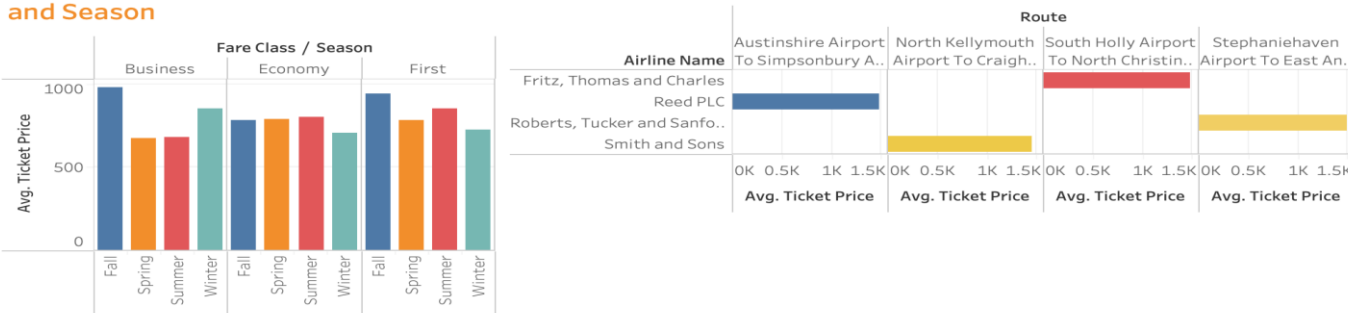 and Season
Fare Class / Season
Business Economy First
Avg. Ticket Price
1000
500
0
Fall Spring Summer Winter Fall Spring Summer Winter Fall Spring Summer Winter
Route
Airline Name
Austinshire Airport To Simpsonbury A..
North Kellymouth Airport To Craigh..
South Holly Airport To North Christin..
Stephaniehaven Airport To East An..
Fritz, Thomas and Charles
Reed PLC
Roberts, Tucker and Sanfo..
Smith and Sons
0K 0.5K 1K 1.5K 0K 0.5K 1K 1.5K 0K 0.5K 1K 1.5K 0K 0.5K 1K 1.5K
Avg. Ticket Price Avg. Ticket Price Avg. Ticket Price Avg. Ticket Price